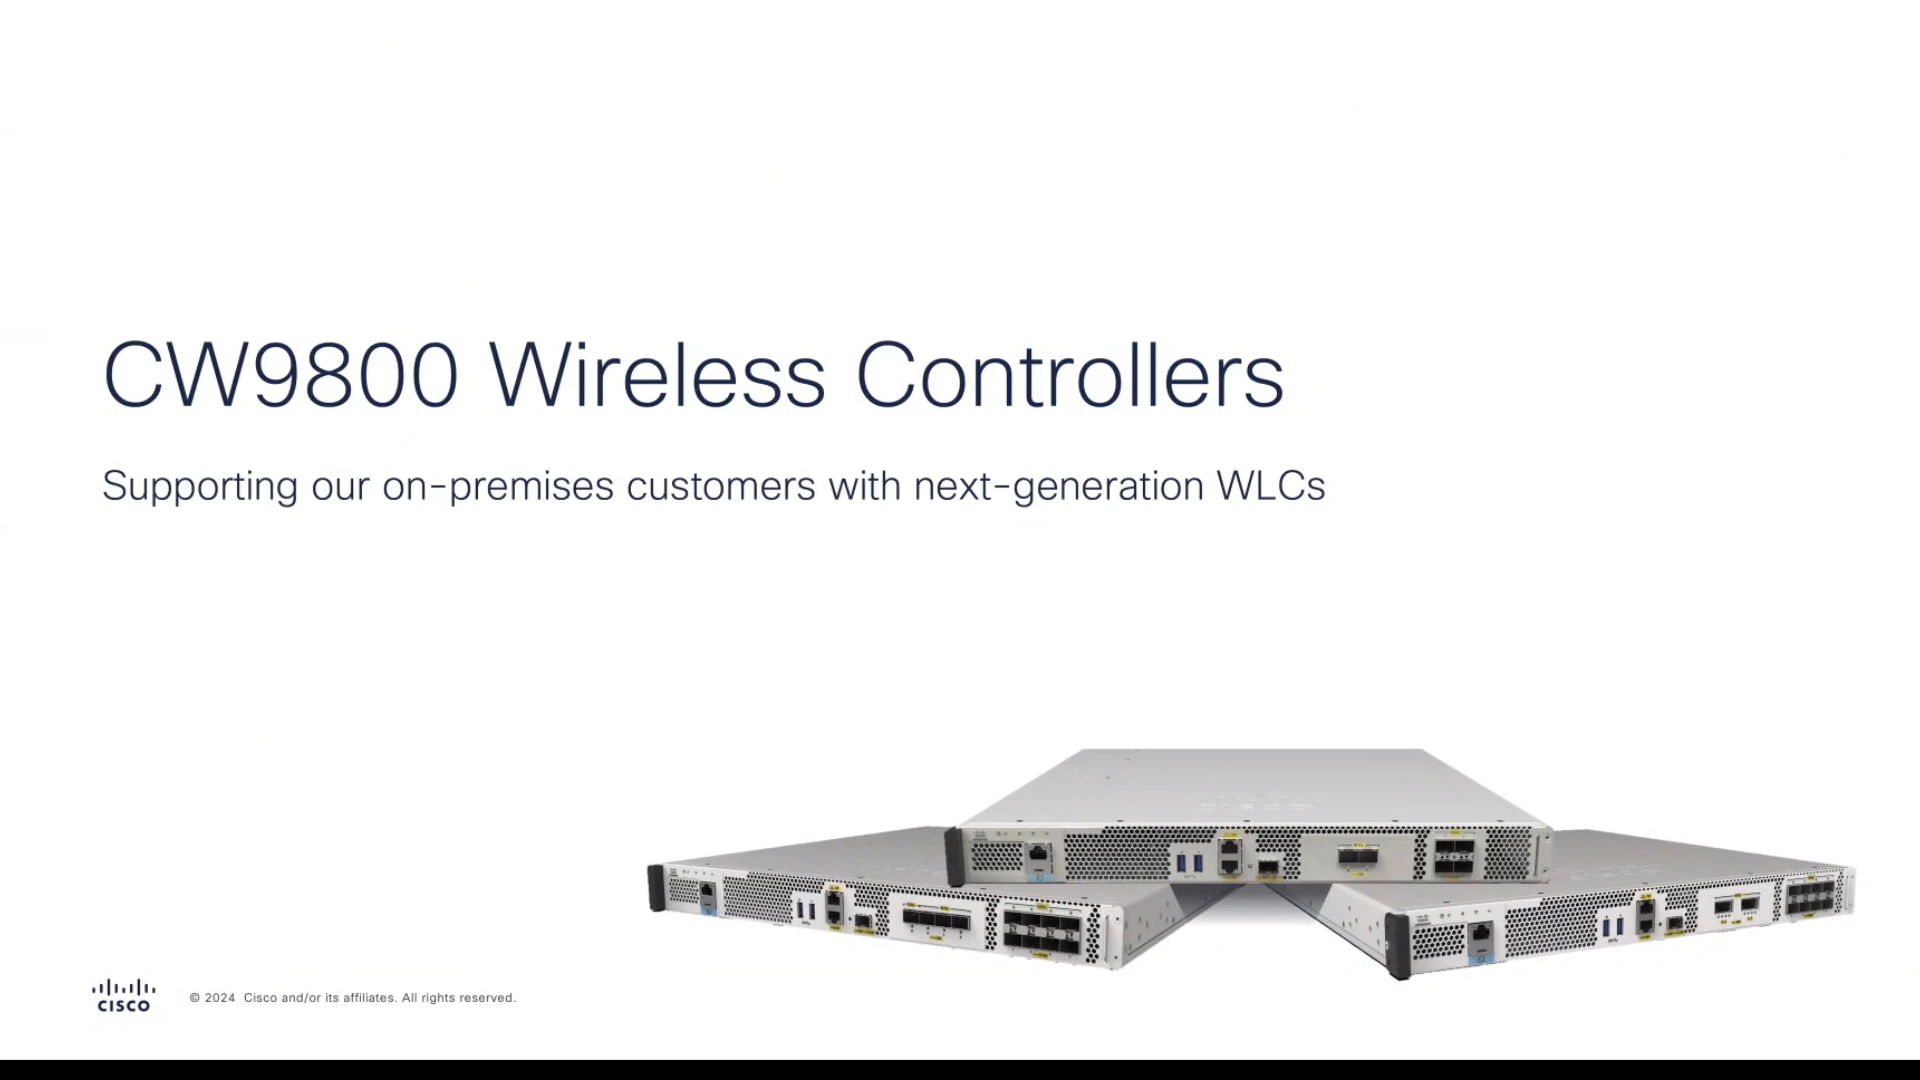 CW9800 Wireless Controllers
Supporting our on-premises customers with next-generation WLCs
CISCO
© 2024 Cisco and/or its affiliates. All rights reserved.